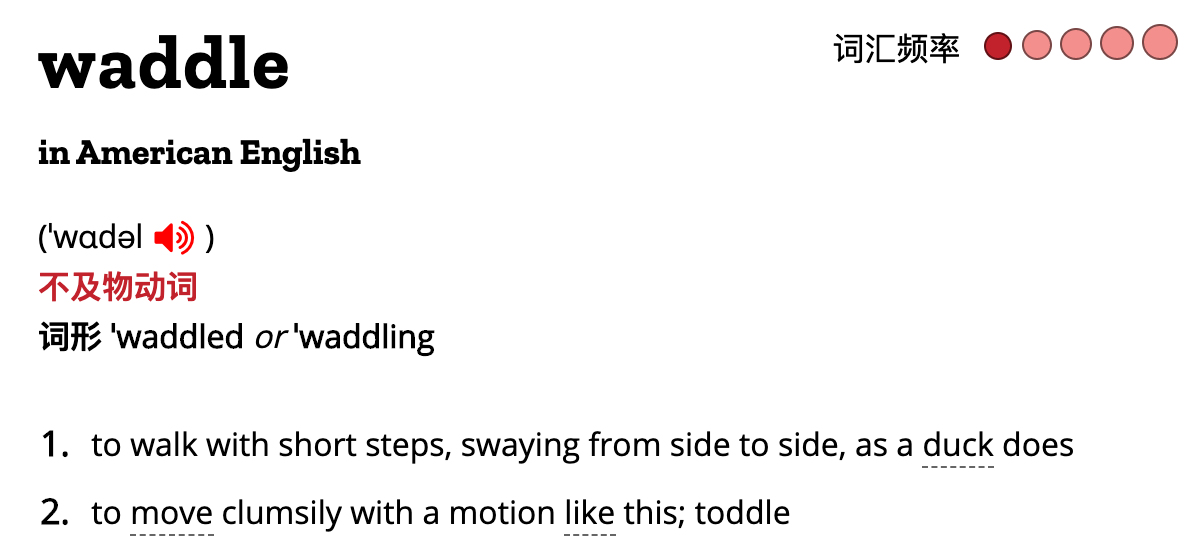 waddle
词汇频率
in American English
(ˈwɑdəl )
不及物动词
词形 ˈwaddled or ˈwaddling
1. to walk with short steps, swaying from side to side, as a duck does
2. to move clumsily with a motion like this; toddle